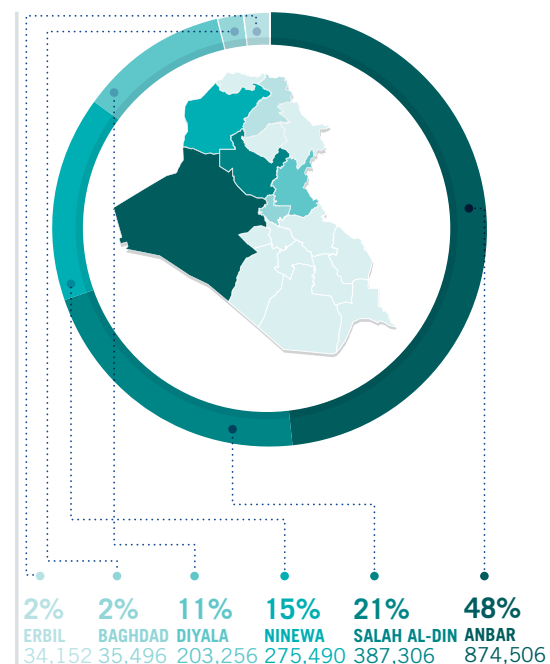 2% 2% 11% 15% 21% 48%
ERBIL BAGHDAD DIYALA NINEWA SALAH AL-DIN ANBAR
34,152 35,496 203,256 275,490 387,306 874,506